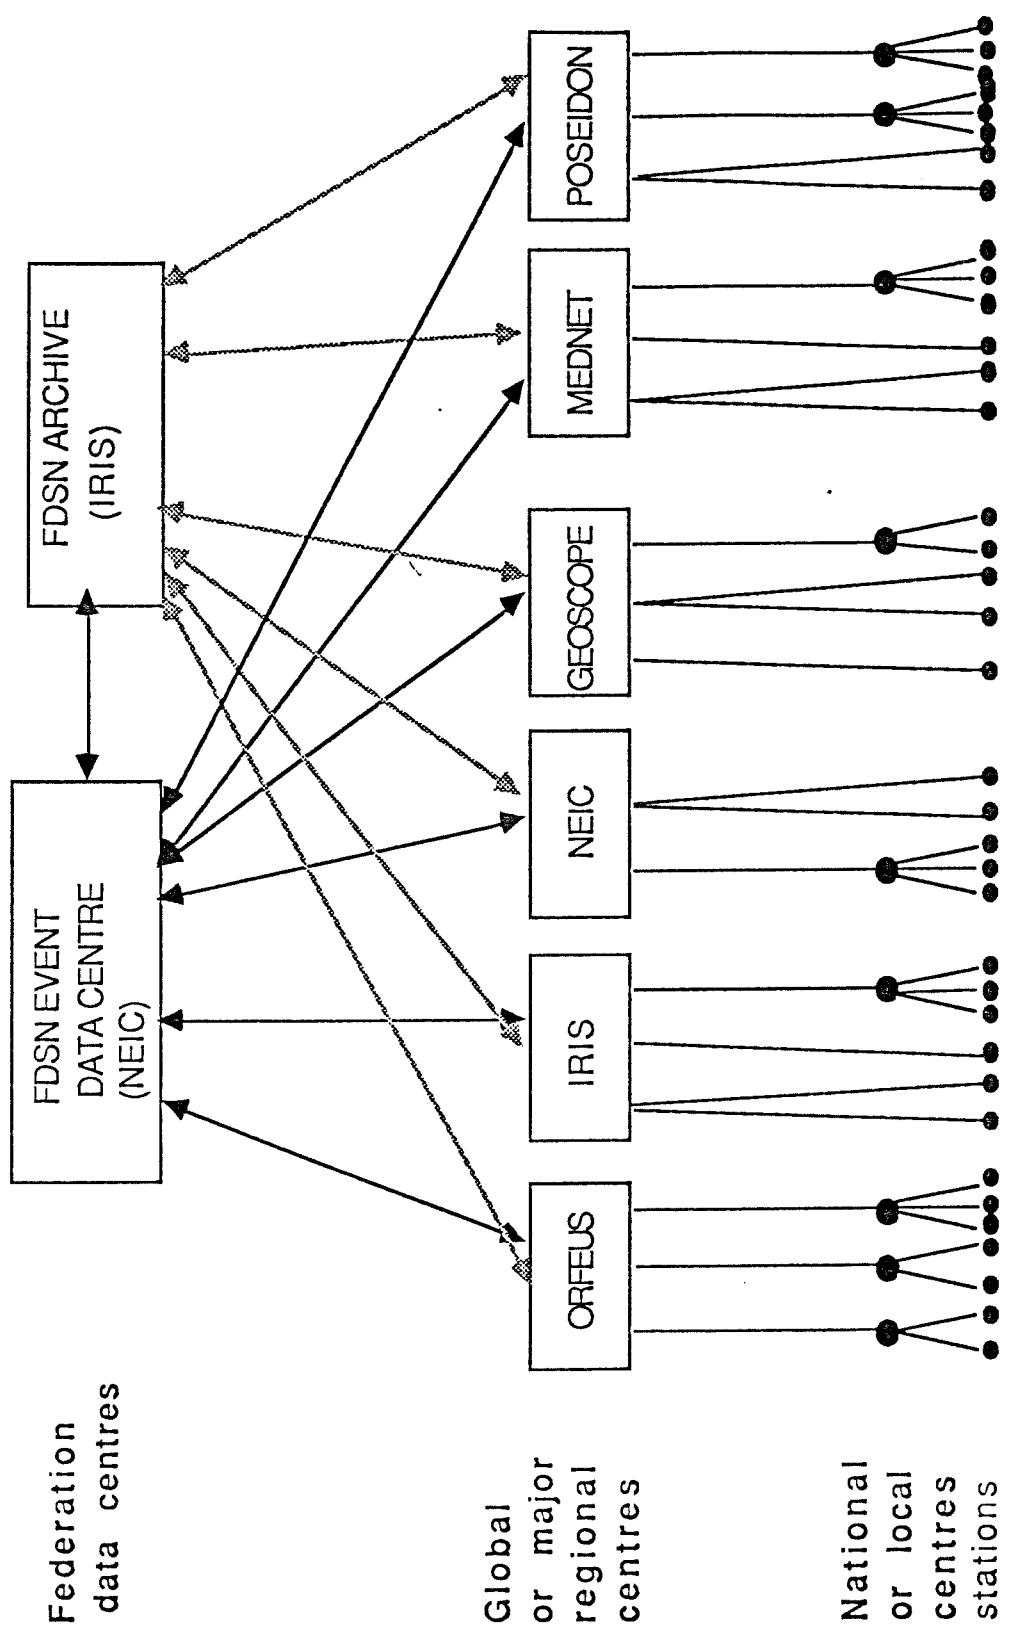 Federation
data centres
FDSN EVENT
DATA CENTRE
(NEIC)
FDSN ARCHIVE
(IRIS)
Global
or major
regional
centres
ORFEUS
IRIS
NEIC
GEOSCOPE
MEDNET
POSEIDON
National
or local
centres
stations